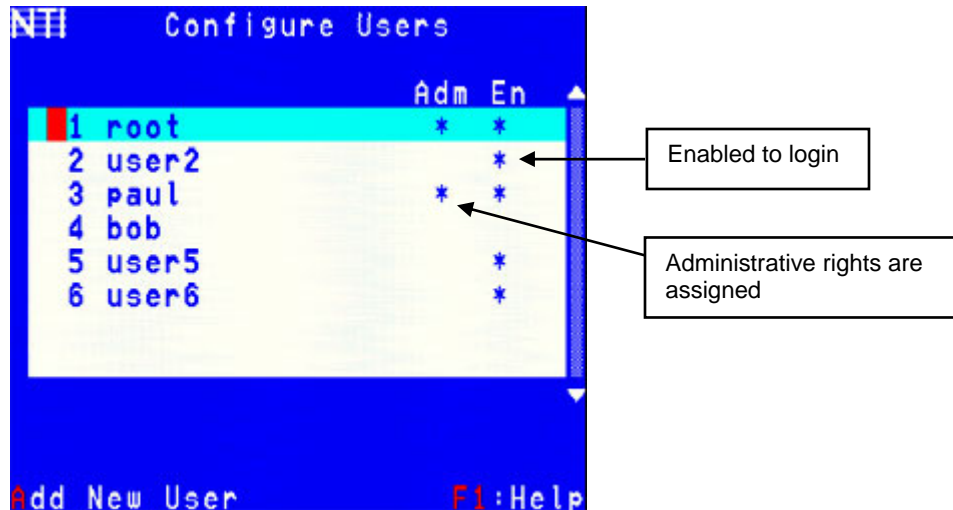 NTI Configure Users
Adm En
1 root * *
2 user2 *
3 paul * *
4 bob
5 user5 *
6 user6 *
Add New User F1:Help
Enabled to login
Administrative rights are
assigned